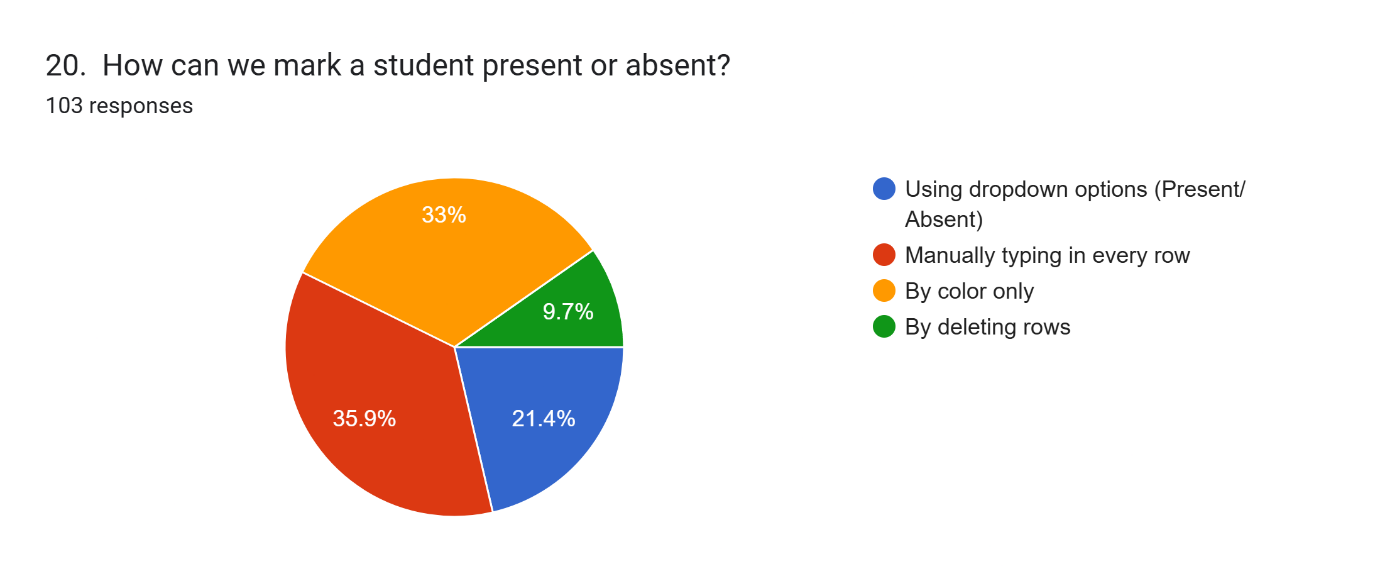 20.  How can we mark a student present or absent?
103 responses
33%
9.7%
35.9%
21.4%
Using dropdown options (Present/
Absent)
Manually typing in every row
By color only
By deleting rows